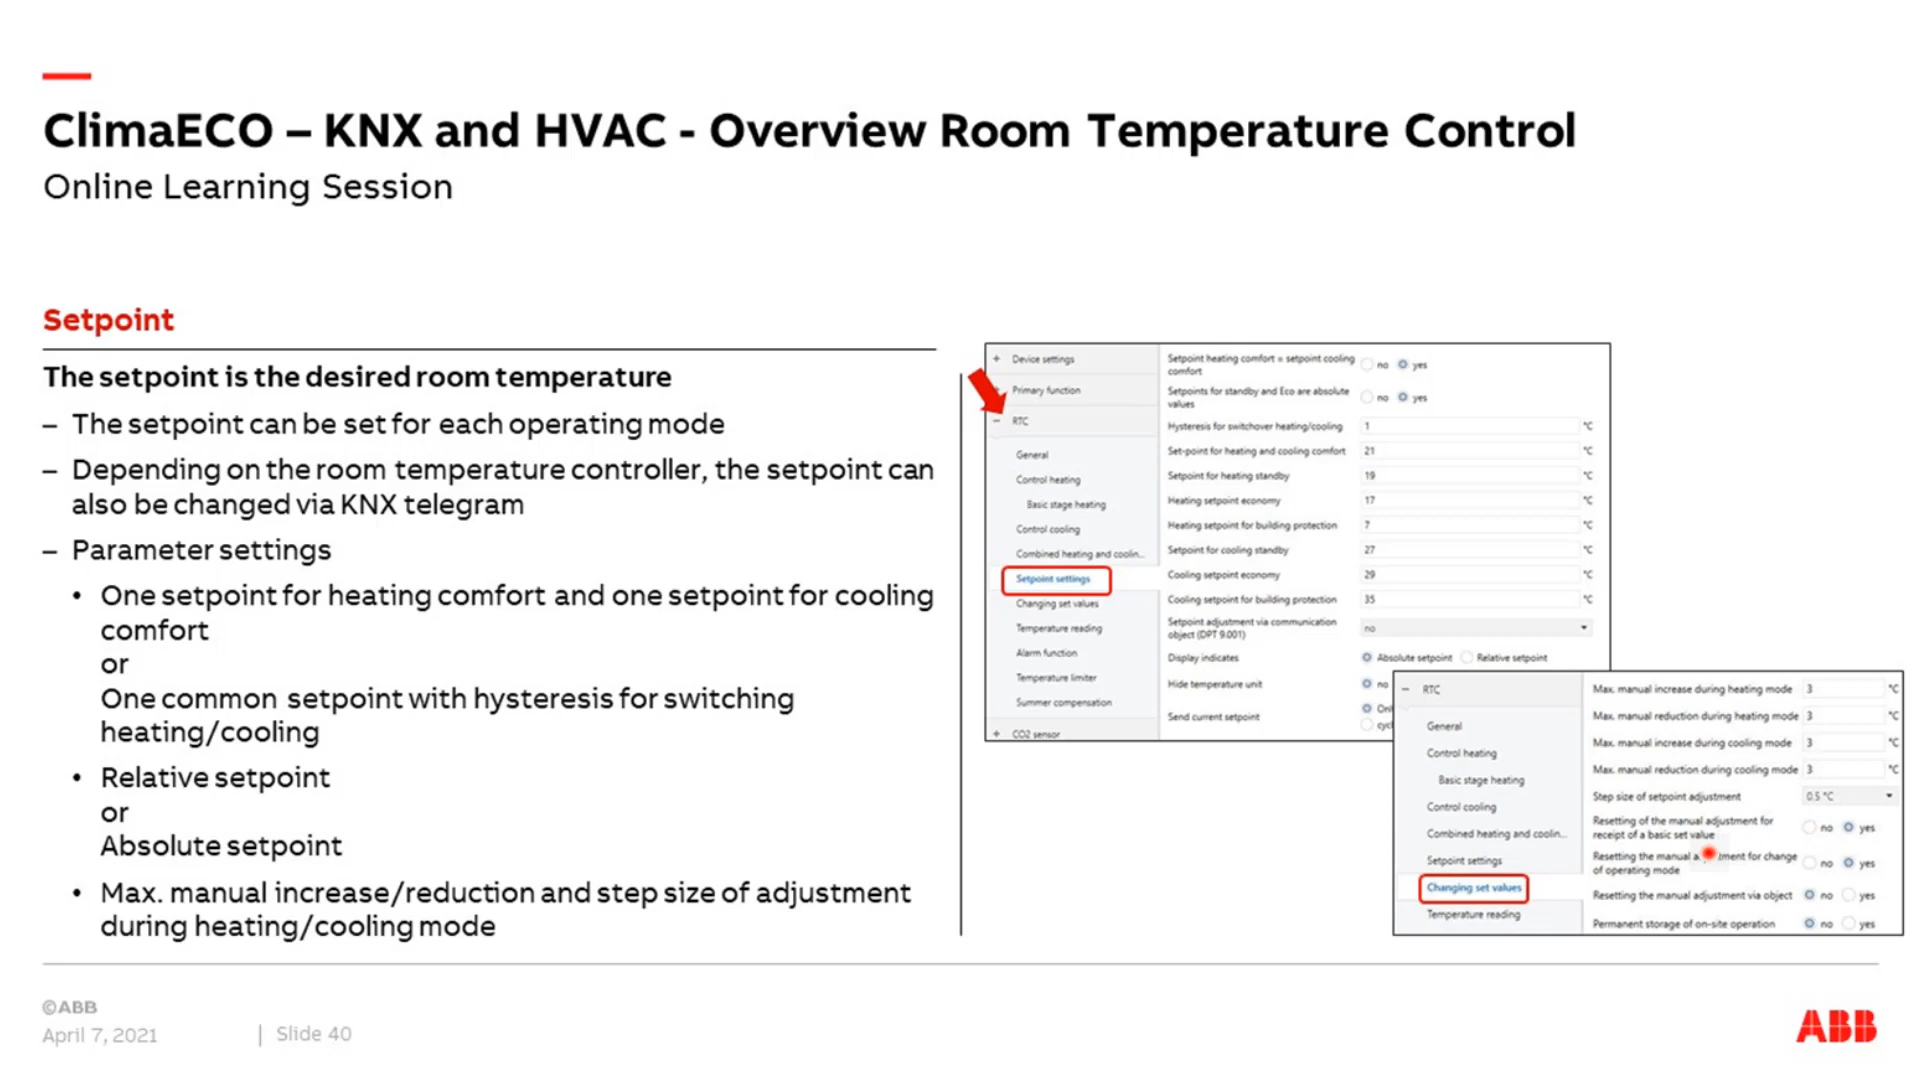 ClimaECO – KNX and HVAC - Overview Room Temperature Control
Online Learning Session
Setpoint
The setpoint is the desired room temperature
– The setpoint can be set for each operating mode
– Depending on the room temperature controller, the setpoint can
also be changed via KNX telegram
– Parameter settings
• One setpoint for heating comfort and one setpoint for cooling
comfort
or
One common setpoint with hysteresis for switching
heating/cooling
• Relative setpoint
or
Absolute setpoint
• Max. manual increase/reduction and step size of adjustment
during heating/cooling mode
+ Device settings
Primary function
– RTC
General
Control heating
Basic stage heating
Control cooling
Combined heating and coolin...
Setpoint settings
Changing set values
Temperature reading
Alarm function
Temperature limiter
Summer compensation
+ CO2 sensor
Setpoint heating comfort = setpoint cooling
comfort
no yes
Setpoints for standby and Eco are absolute
values
no yes
Hysteresis for switchover heating/cooling 1 °C
Set-point for heating and cooling comfort 21 °C
Setpoint for heating standby 19 °C
Heating setpoint economy 17 °C
Heating setpoint for building protection 7 °C
Setpoint for cooling standby 27 °C
Cooling setpoint economy 29 °C
Cooling setpoint for building protection 35 °C
Setpoint adjustment via communication
object (DPT 9.001)
no
Display indicates Absolute setpoint Relative setpoint
Hide temperature unit no
Send current setpoint
– RTC
General
Control heating
Basic stage heating
Control cooling
Combined heating and coolin...
Setpoint settings
Changing set values
Temperature reading
Max. manual increase during heating mode 3 °C
Max. manual reduction during heating mode 3 °C
Max. manual increase during cooling mode 3 °C
Max. manual reduction during cooling mode 3 °C
Step size of setpoint adjustment 0.5 °C
Resetting of the manual adjustment for
receipt of a basic set value
no yes
Resetting the manual for change
of operating mode
no yes
Resetting the manual adjustment via object no yes
Permanent storage of on-site operation no yes
©ABB
April 7, 2021 | Slide 40
ABB